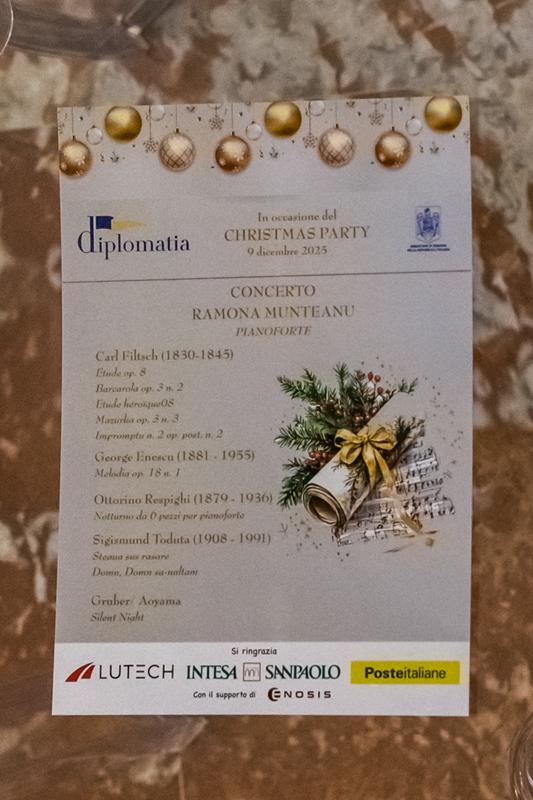 diplomatia
In occasione del
CHRISTMAS PARTY
9 dicembre 2025
CONCERTO
RAMONA MUNTEANU
PIANOFORTE
Carl Filtsch (1830-1845)
Etude op. 8
Barcarola op. 3 n. 2
Etude héroïque08
Mazurka op. 3 n. 3
Impromptu n. 2 op. post. n. 2
George Enescu (1881 - 1955)
Melodia op. 18 n. 1
Ottorino Respighi (1879 - 1936)
Notturno da 6 pezzi per pianoforte
Sigismund Toduta (1908 - 1991)
Steaua sus rasare
Domn, Domn sa-naltam
Gruber/ Aoyama
Silent Night
Si ringrazia
LUTECH INTESA SANPAOLO Posteitaliane
Con il supporto di ENOSIS